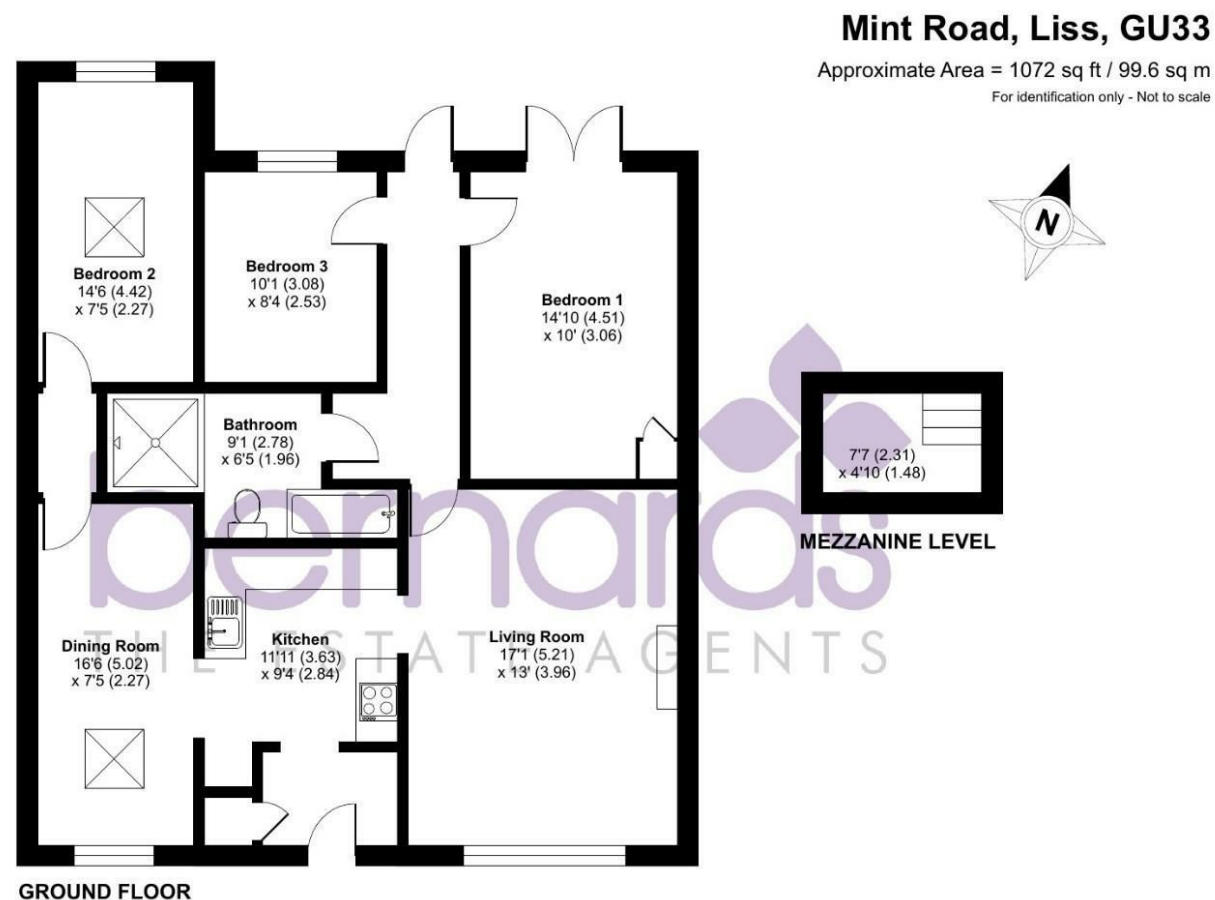 Mint Road, Liss, GU33
Approximate Area = 1072 sq ft / 99.6 sq m
For identification only - Not to scale
N
Bedroom 2
14'6 (4.42)
x 7'5 (2.27)
Bedroom 3
10'1 (3.08)
x 8'4 (2.53)
Bedroom 1
14'10 (4.51)
x 10' (3.06)
Bathroom
9'1 (2.78)
x 6'5 (1.96)
7'7 (2.31)
x 4'10 (1.48)
MEZZANINE LEVEL
bernards
THE ESTATE AGENTS
Dining Room
16'6 (5.02)
x 7'5 (2.27)
Kitchen
11'11 (3.63)
x 9'4 (2.84)
Living Room
17'1 (5.21)
x 13' (3.96)
GROUND FLOOR